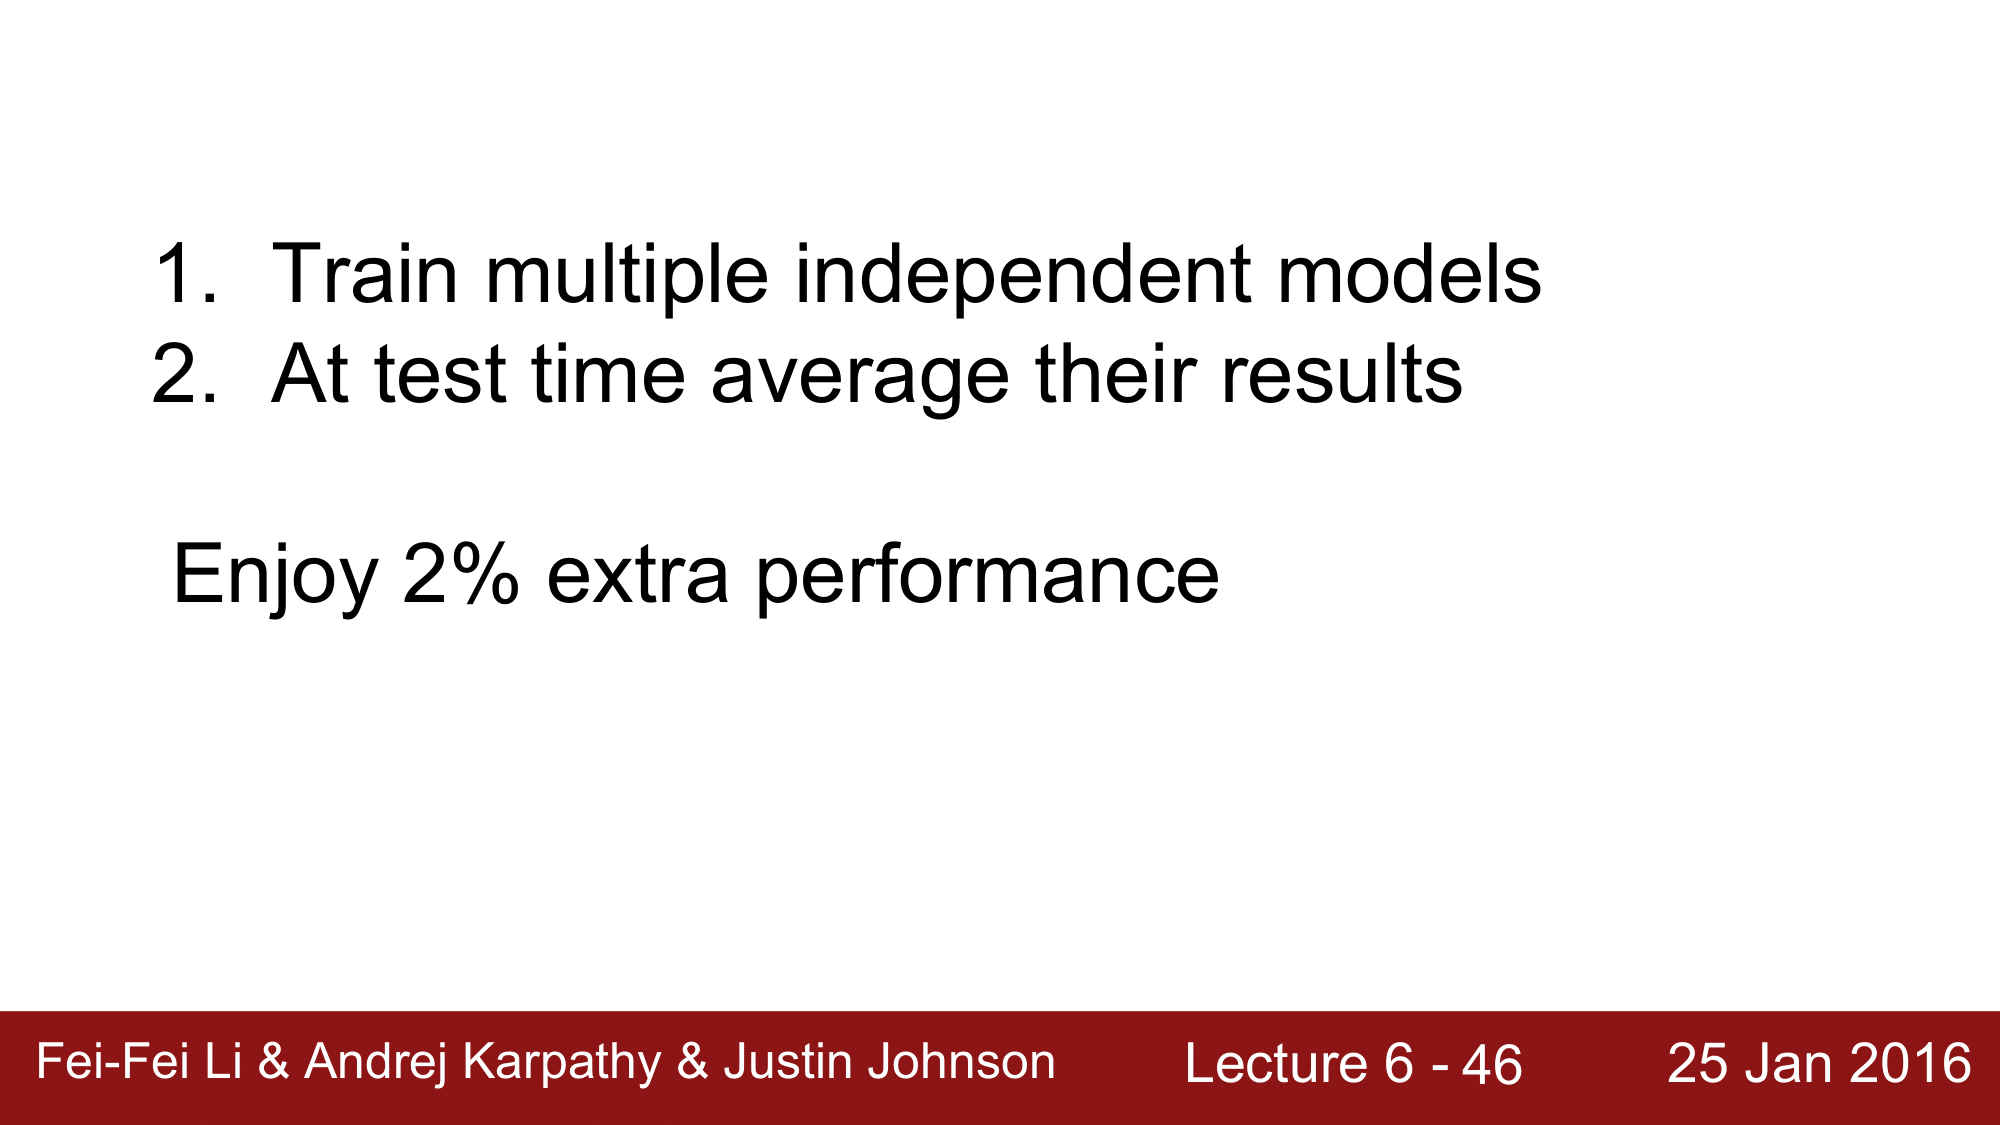 1. Train multiple independent models
2. At test time average their results
Enjoy 2% extra performance
Fei-Fei Li & Andrej Karpathy & Justin Johnson Lecture 6 - 46 25 Jan 2016